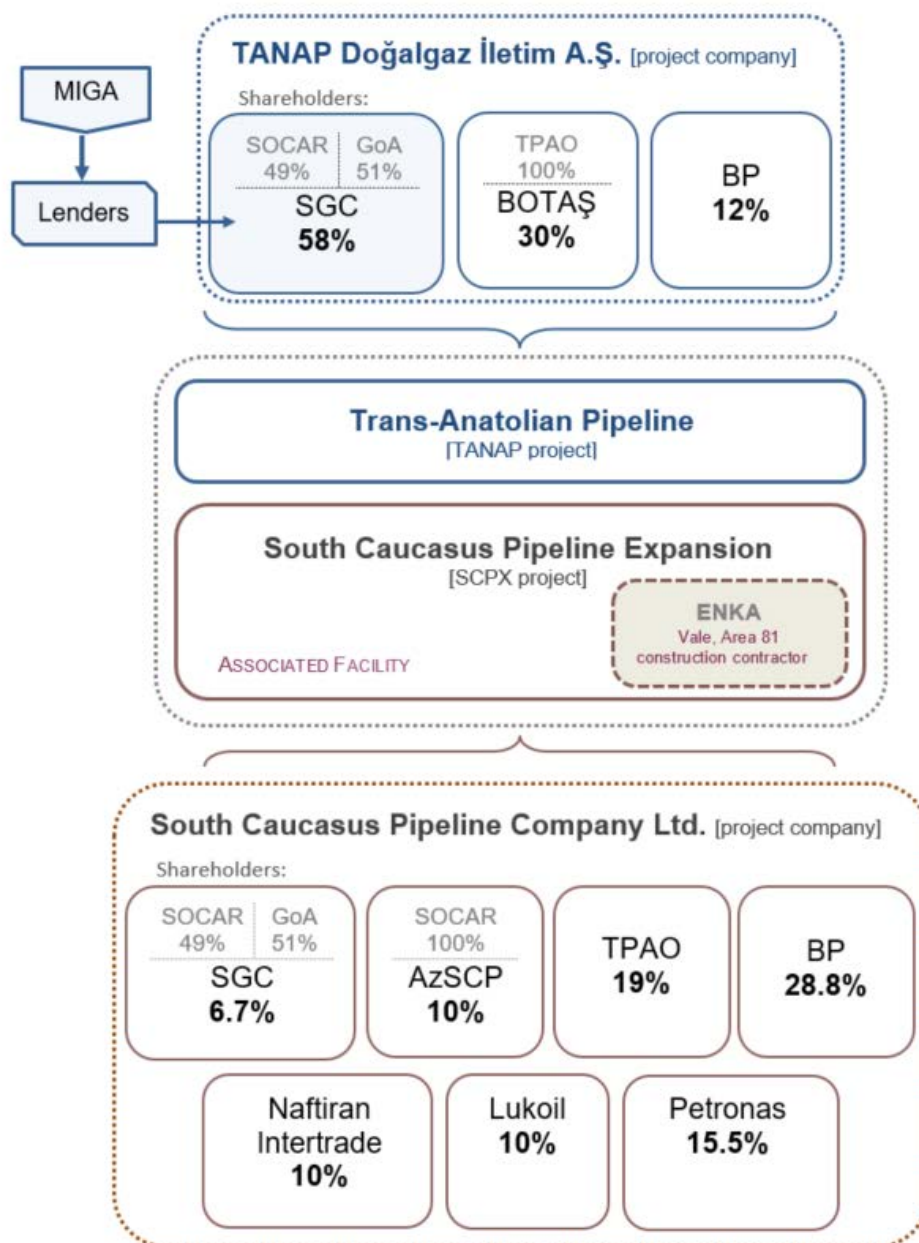 TANAP Doğalgaz İletim A.Ş. [project company]
MIGA
Lenders
Shareholders:
SOCAR
49%
GoA
51%
SGC
58%
TPAO
100%
BOTAŞ
30%
BP
12%
Trans-Anatolian Pipeline
[TANAP project]
South Caucasus Pipeline Expansion
[SCPX project]
ENKA
Vale, Area 81
construction contractor
ASSOCIATED FACILITY
South Caucasus Pipeline Company Ltd. [project company]
Shareholders:
SOCAR
49%
GoA
51%
SGC
6.7%
SOCAR
100%
AzSCP
10%
TPAO
19%
BP
28.8%
Naftiran
Intertrade
10%
Lukoil
10%
Petronas
15.5%